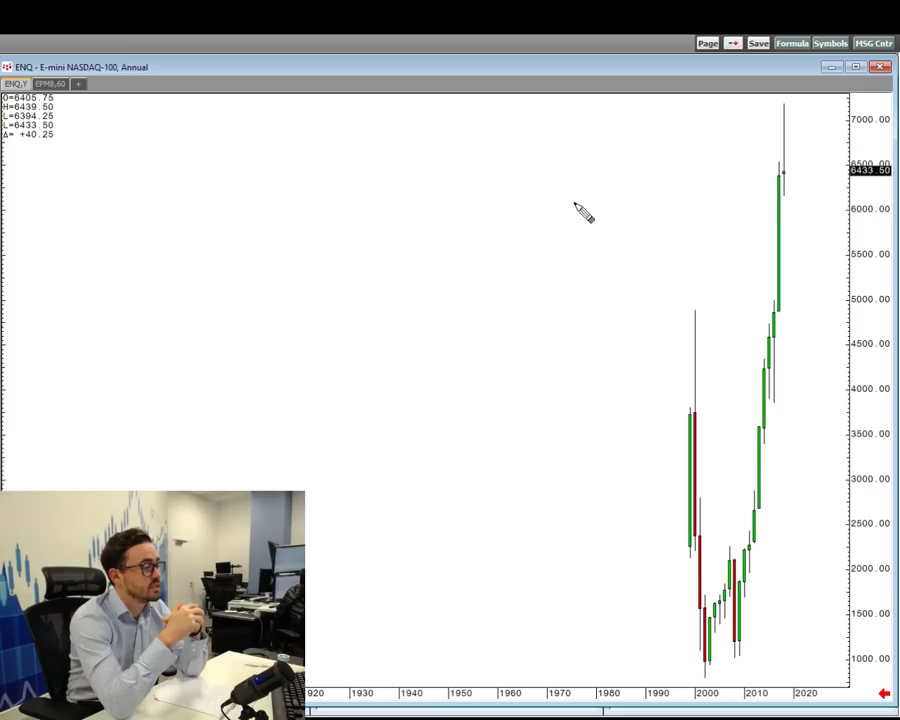 Page
Save
Formula
Symbols
MSG Cntr
ENQ - E-mini NASDAQ-100, Annual
ENQ,Y
EPM8,60
+
O=6405.75
H=6439.50
L=6394.25
L=6433.50
Δ= +40.25
7000.00
6500.00
6433.50
6000.00
5500.00
5000.00
4500.00
4000.00
3500.00
3000.00
2500.00
2000.00
1500.00
1000.00
920 1930 1940 1950 1960 1970 1980 1990 2000 2010 2020